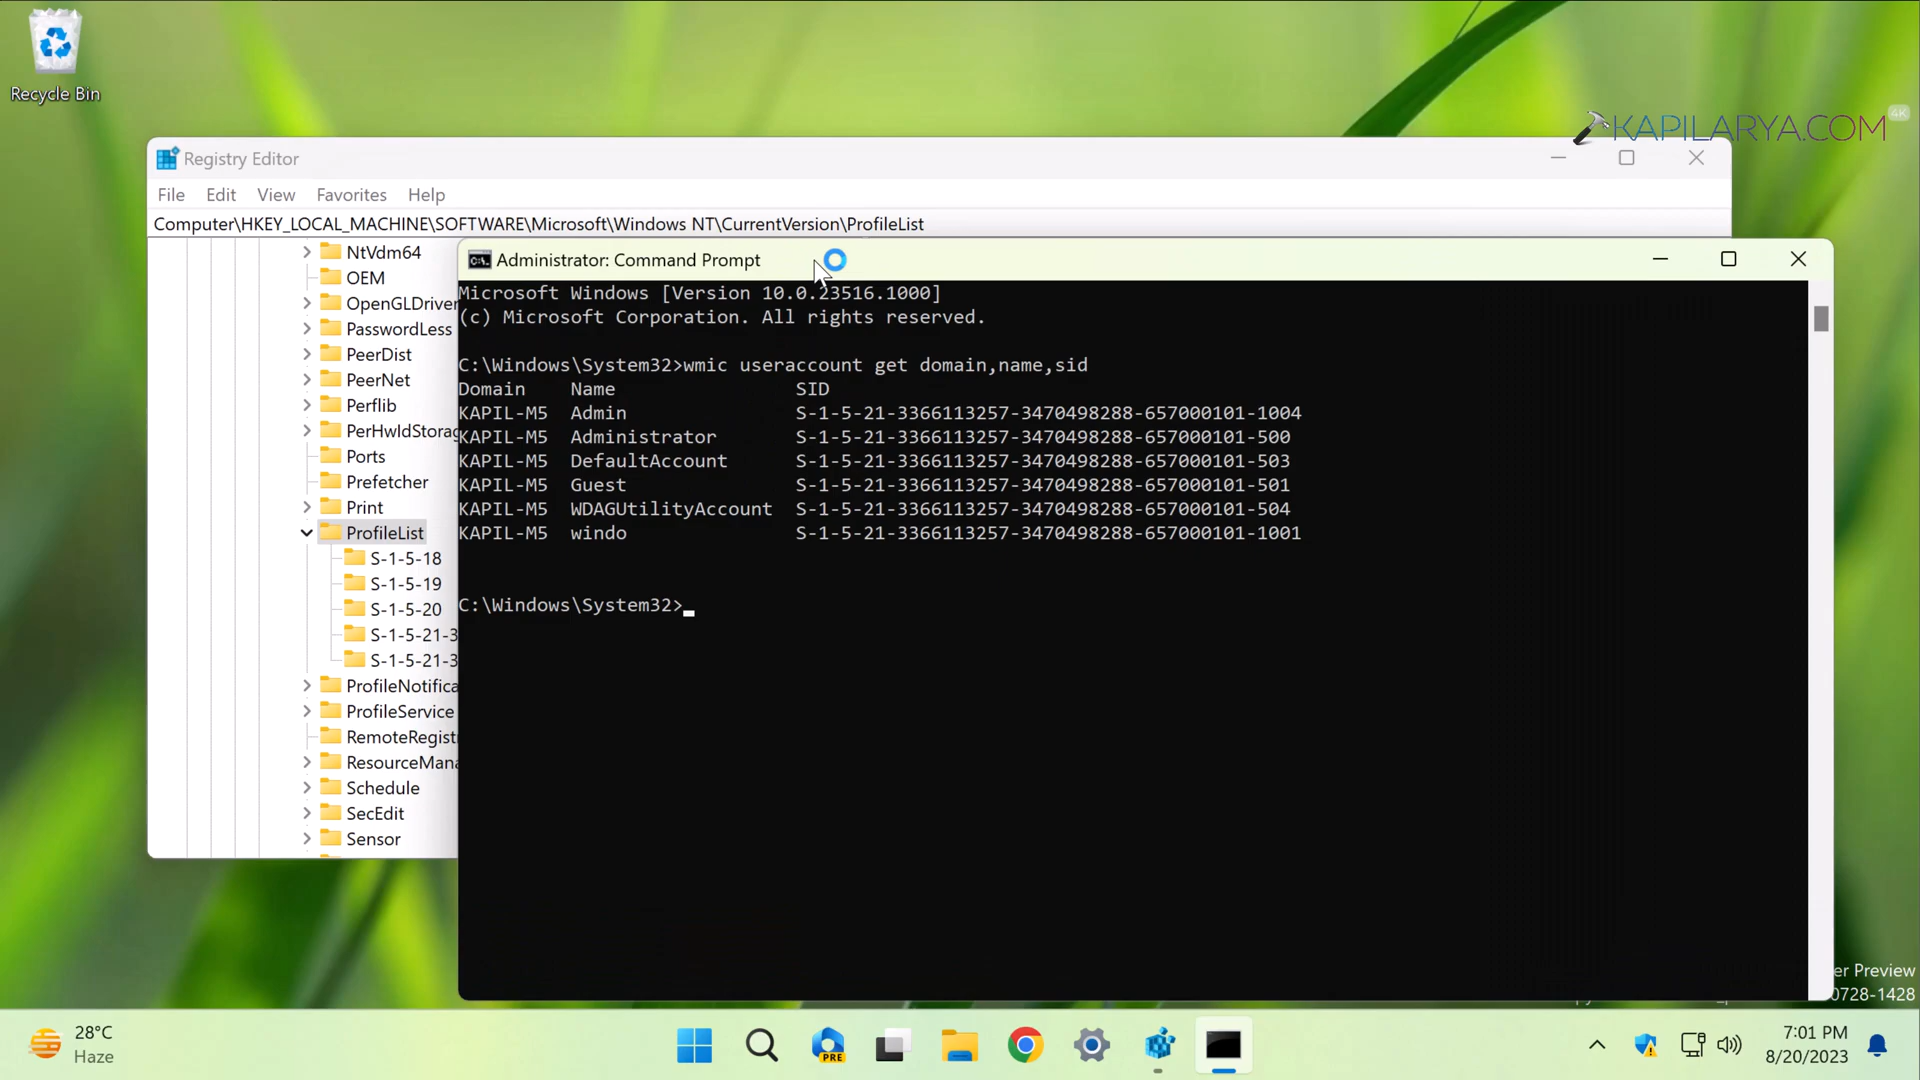 Recycle Bin
KAPILARYA.COM
4K
Registry Editor
File Edit View Favorites Help
Computer\HKEY_LOCAL_MACHINE\SOFTWARE\Microsoft\Windows NT\CurrentVersion\ProfileList
NtVdm64
OEM
OpenGLDriver
PasswordLess
PeerDist
PeerNet
Perflib
PerHwIdStorag
Ports
Prefetcher
Print
ProfileList
S-1-5-18
S-1-5-19
S-1-5-20
S-1-5-21-3
S-1-5-21-3
ProfileNotifica
ProfileService
RemoteRegist
ResourceMana
Schedule
SecEdit
Sensor
Administrator: Command Prompt
Microsoft Windows [Version 10.0.23516.1000]
(c) Microsoft Corporation. All rights reserved.
C:\Windows\System32>wmic useraccount get domain,name,sid
Domain Name SID
KAPIL-M5 Admin S-1-5-21-3366113257-3470498288-657000101-1004
KAPIL-M5 Administrator S-1-5-21-3366113257-3470498288-657000101-500
KAPIL-M5 DefaultAccount S-1-5-21-3366113257-3470498288-657000101-503
KAPIL-M5 Guest S-1-5-21-3366113257-3470498288-657000101-501
KAPIL-M5 WDAGUtilityAccount S-1-5-21-3366113257-3470498288-657000101-504
KAPIL-M5 windo S-1-5-21-3366113257-3470498288-657000101-1001
C:\Windows\System32>
er Preview
0728-1428
28°C
Haze
PRE
7:01 PM
8/20/2023